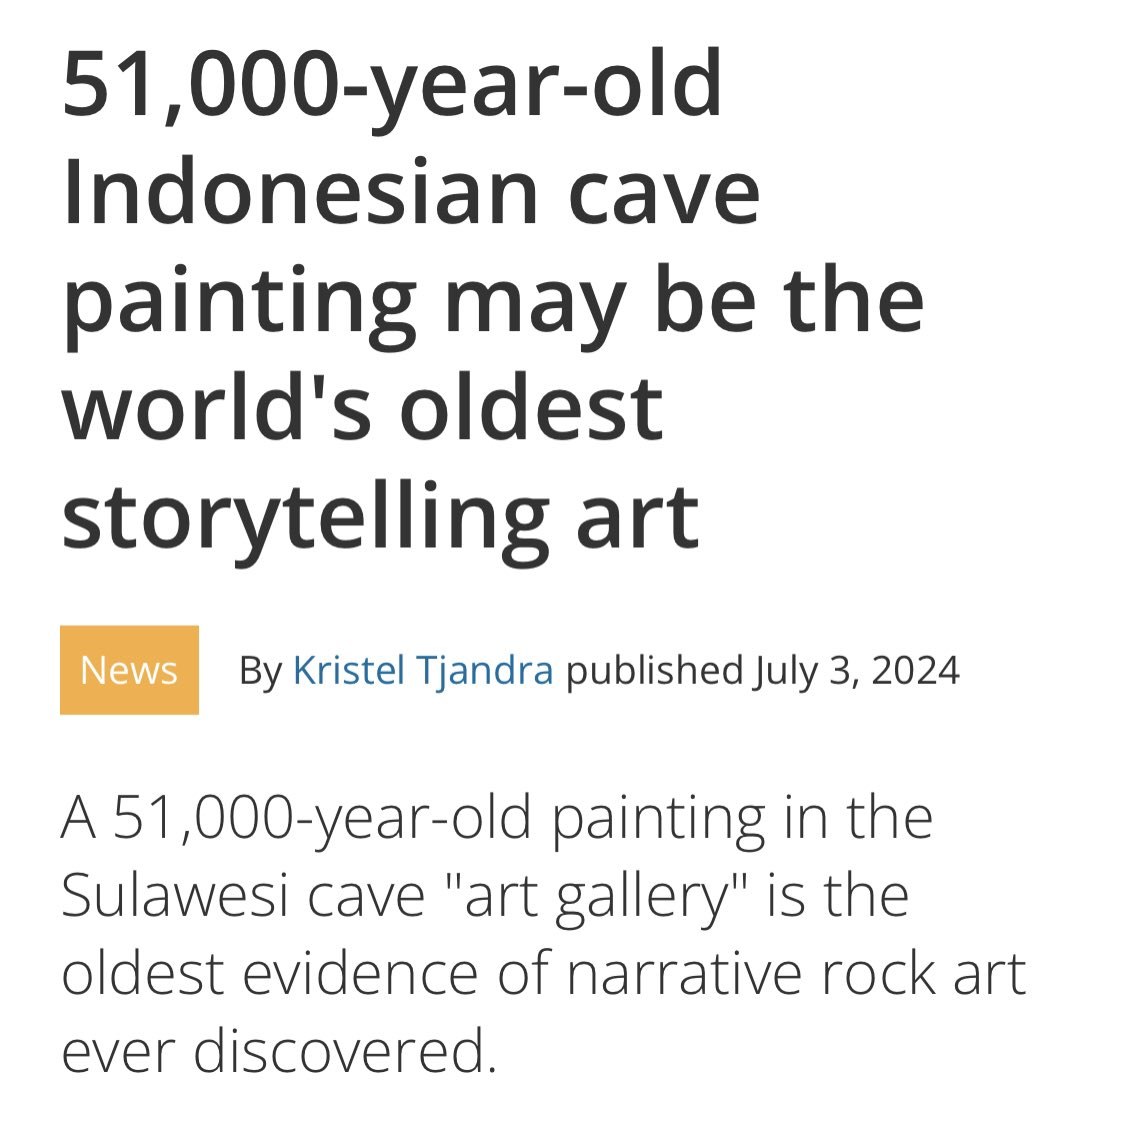 51,000-year-old
Indonesian cave
painting may be the
world's oldest
storytelling art
News By Kristel Tjandra published July 3, 2024
A 51,000-year-old painting in the
Sulawesi cave "art gallery" is the
oldest evidence of narrative rock art
ever discovered.